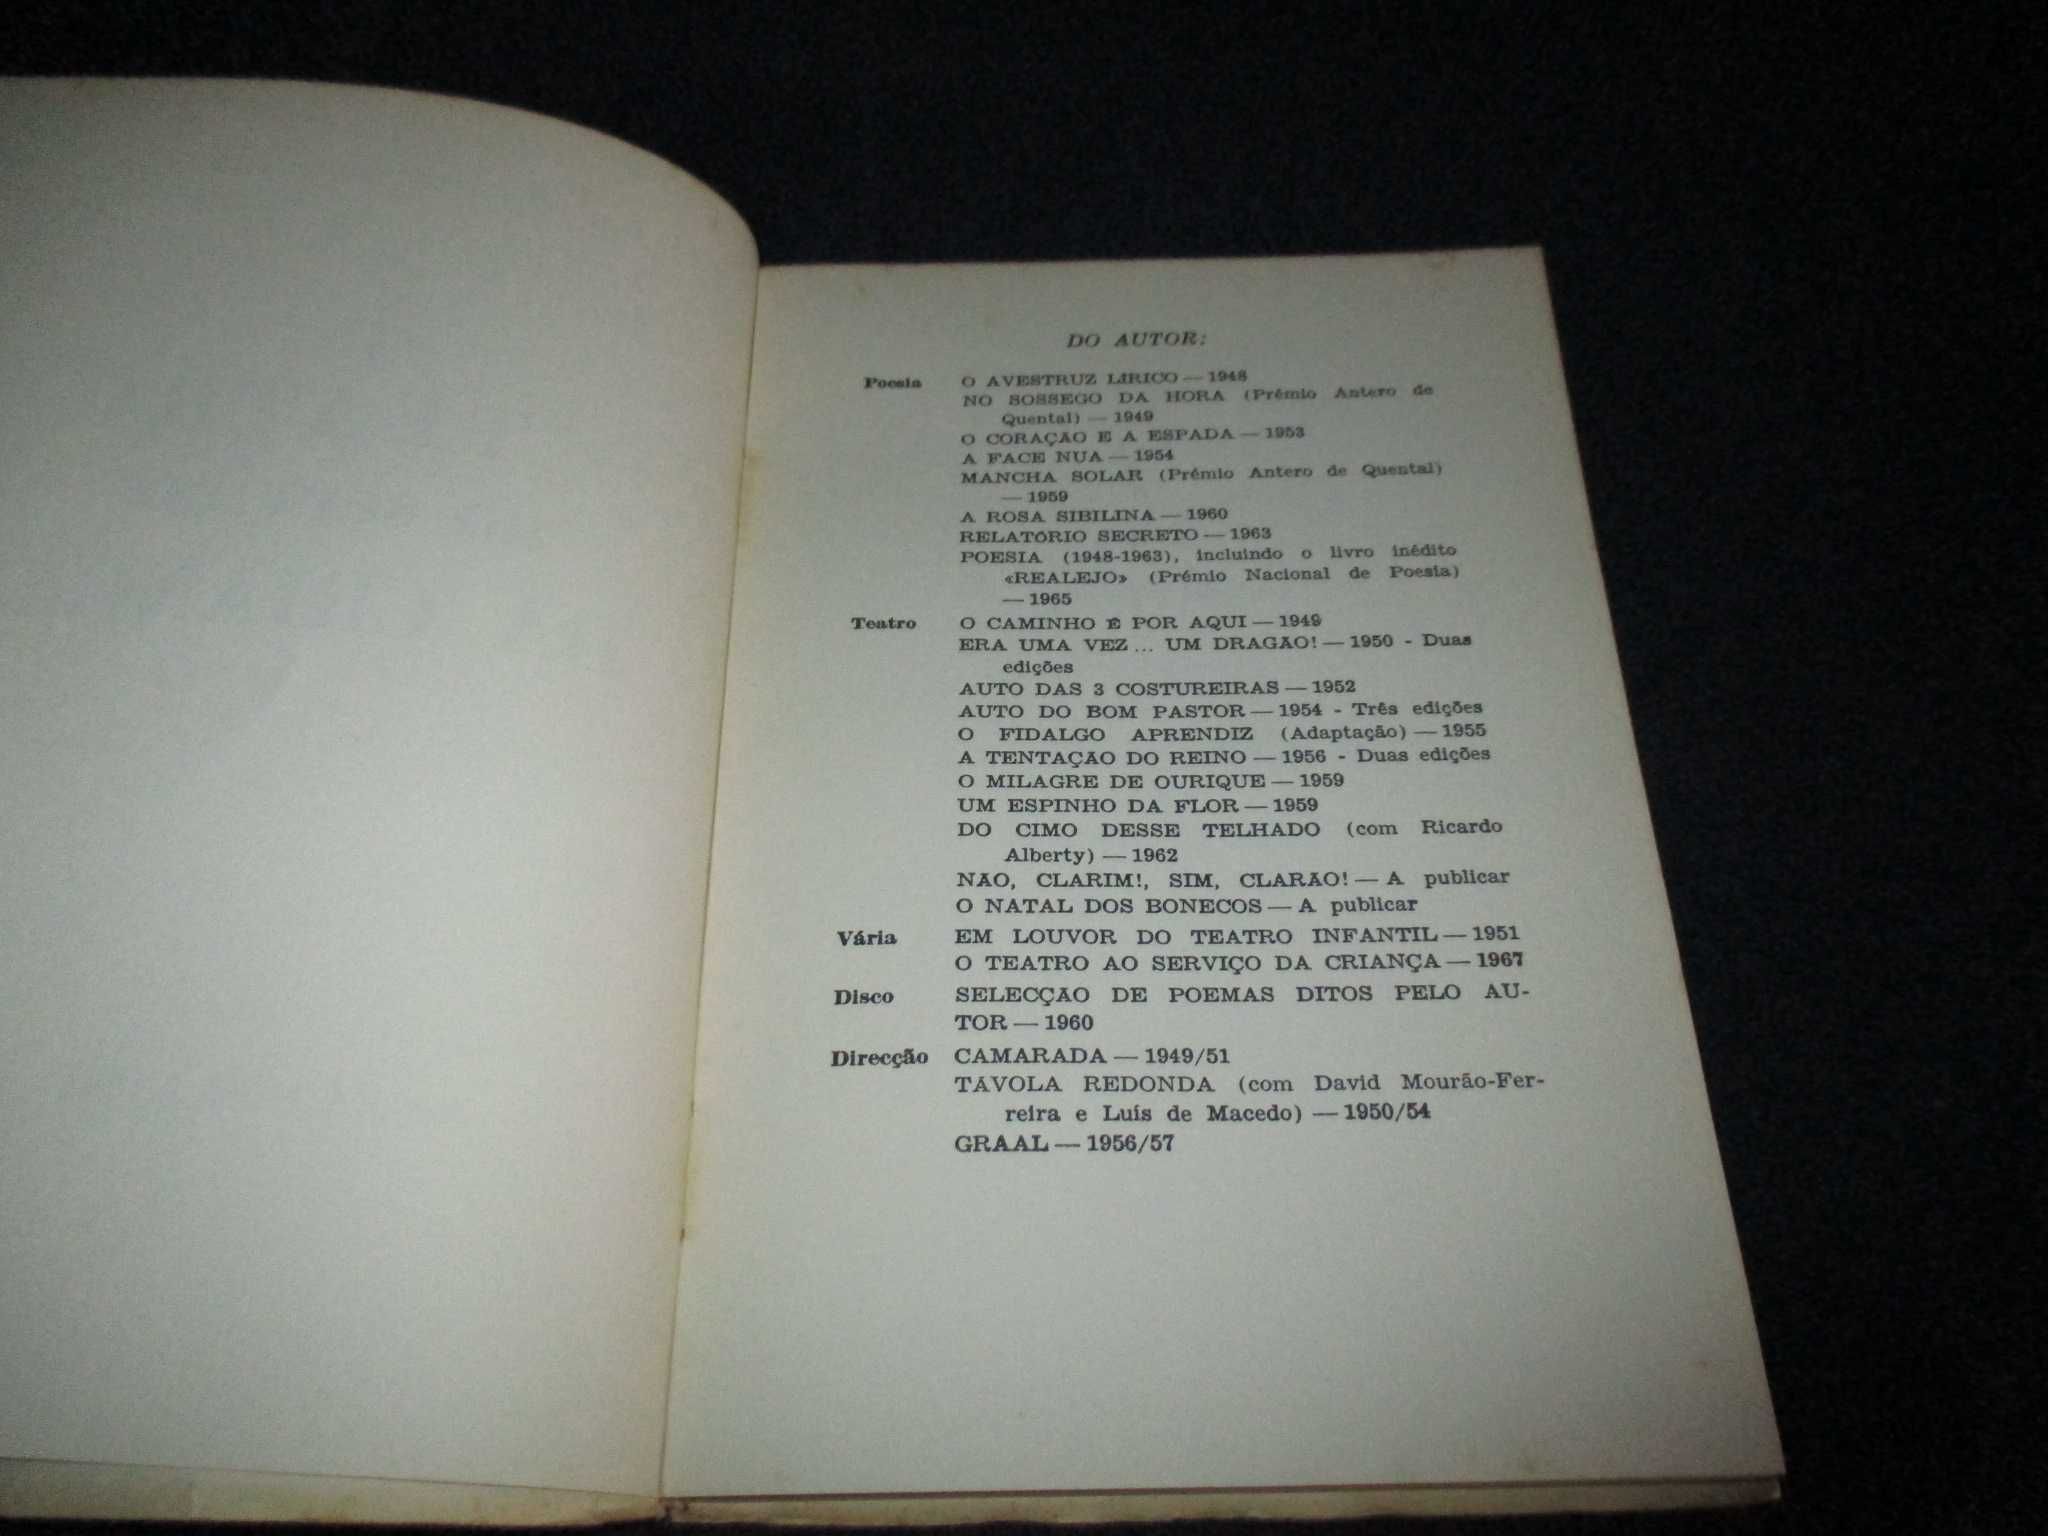 DO AUTOR:
Poesia O AVESTRUZ LÍRICO — 1948
NO SOSSEGO DA HORA (Prémio Antero de
Quental) — 1949
O CORAÇÃO E A ESPADA — 1953
A FACE NUA — 1954
MANCHA SOLAR (Prémio Antero de Quental)
— 1959
A ROSA SIBILINA — 1960
RELATÓRIO SECRETO — 1963
POESIA (1948-1963), incluindo o livro inédito
«REALEJO» (Prémio Nacional de Poesia)
— 1965
Teatro O CAMINHO É POR AQUI — 1949
ERA UMA VEZ... UM DRAGÃO! — 1950 - Duas
edições
AUTO DAS 3 COSTUREIRAS — 1952
AUTO DO BOM PASTOR — 1954 - Três edições
O FIDALGO APRENDIZ (Adaptação) — 1955
A TENTAÇÃO DO REINO — 1956 - Duas edições
O MILAGRE DE OURIQUE — 1959
UM ESPINHO DA FLOR — 1959
DO CIMO DESSE TELHADO (com Ricardo
Alberty) — 1962
NÃO, CLARIM!, SIM, CLARÃO! — A publicar
O NATAL DOS BONECOS — A publicar
Vária EM LOUVOR DO TEATRO INFANTIL — 1951
O TEATRO AO SERVIÇO DA CRIANÇA — 1967
Disco SELECÇÃO DE POEMAS DITOS PELO AU-
TOR — 1960
Direcção CAMARADA — 1949/51
TÁVOLA REDONDA (com David Mourão-Fer-
reira e Luís de Macedo) — 1950/54
GRAAL — 1956/57